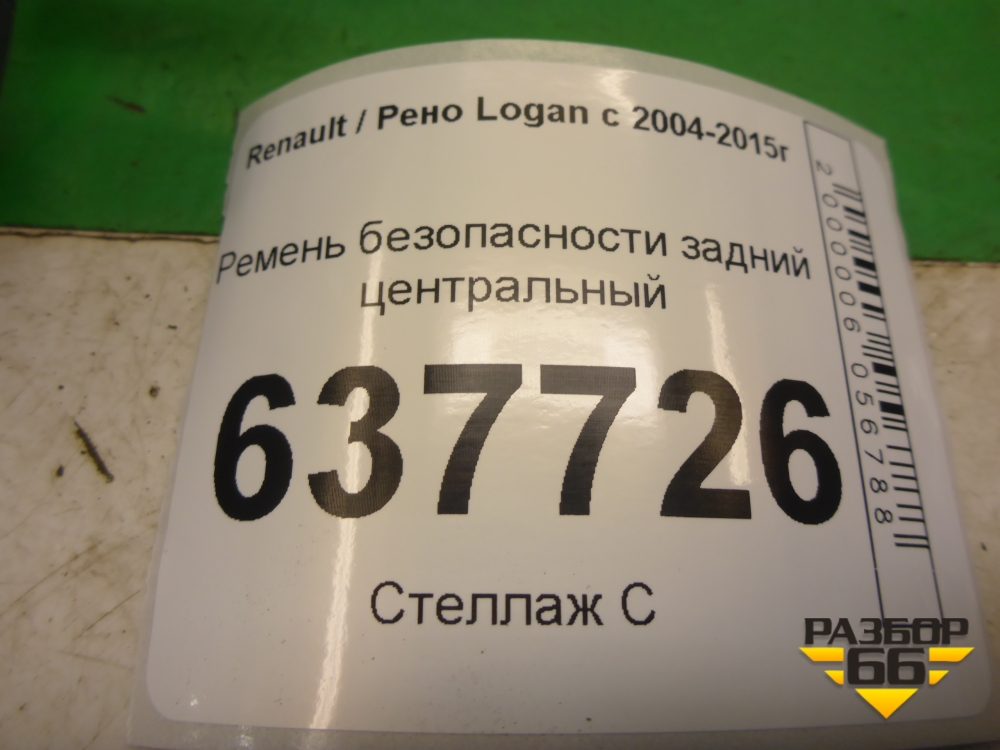 Renault / Рено Logan с 2004-2015г
Ремень безопасности задний
центральный
637726
Стеллаж С
2000006056788
РАЗБОР
66